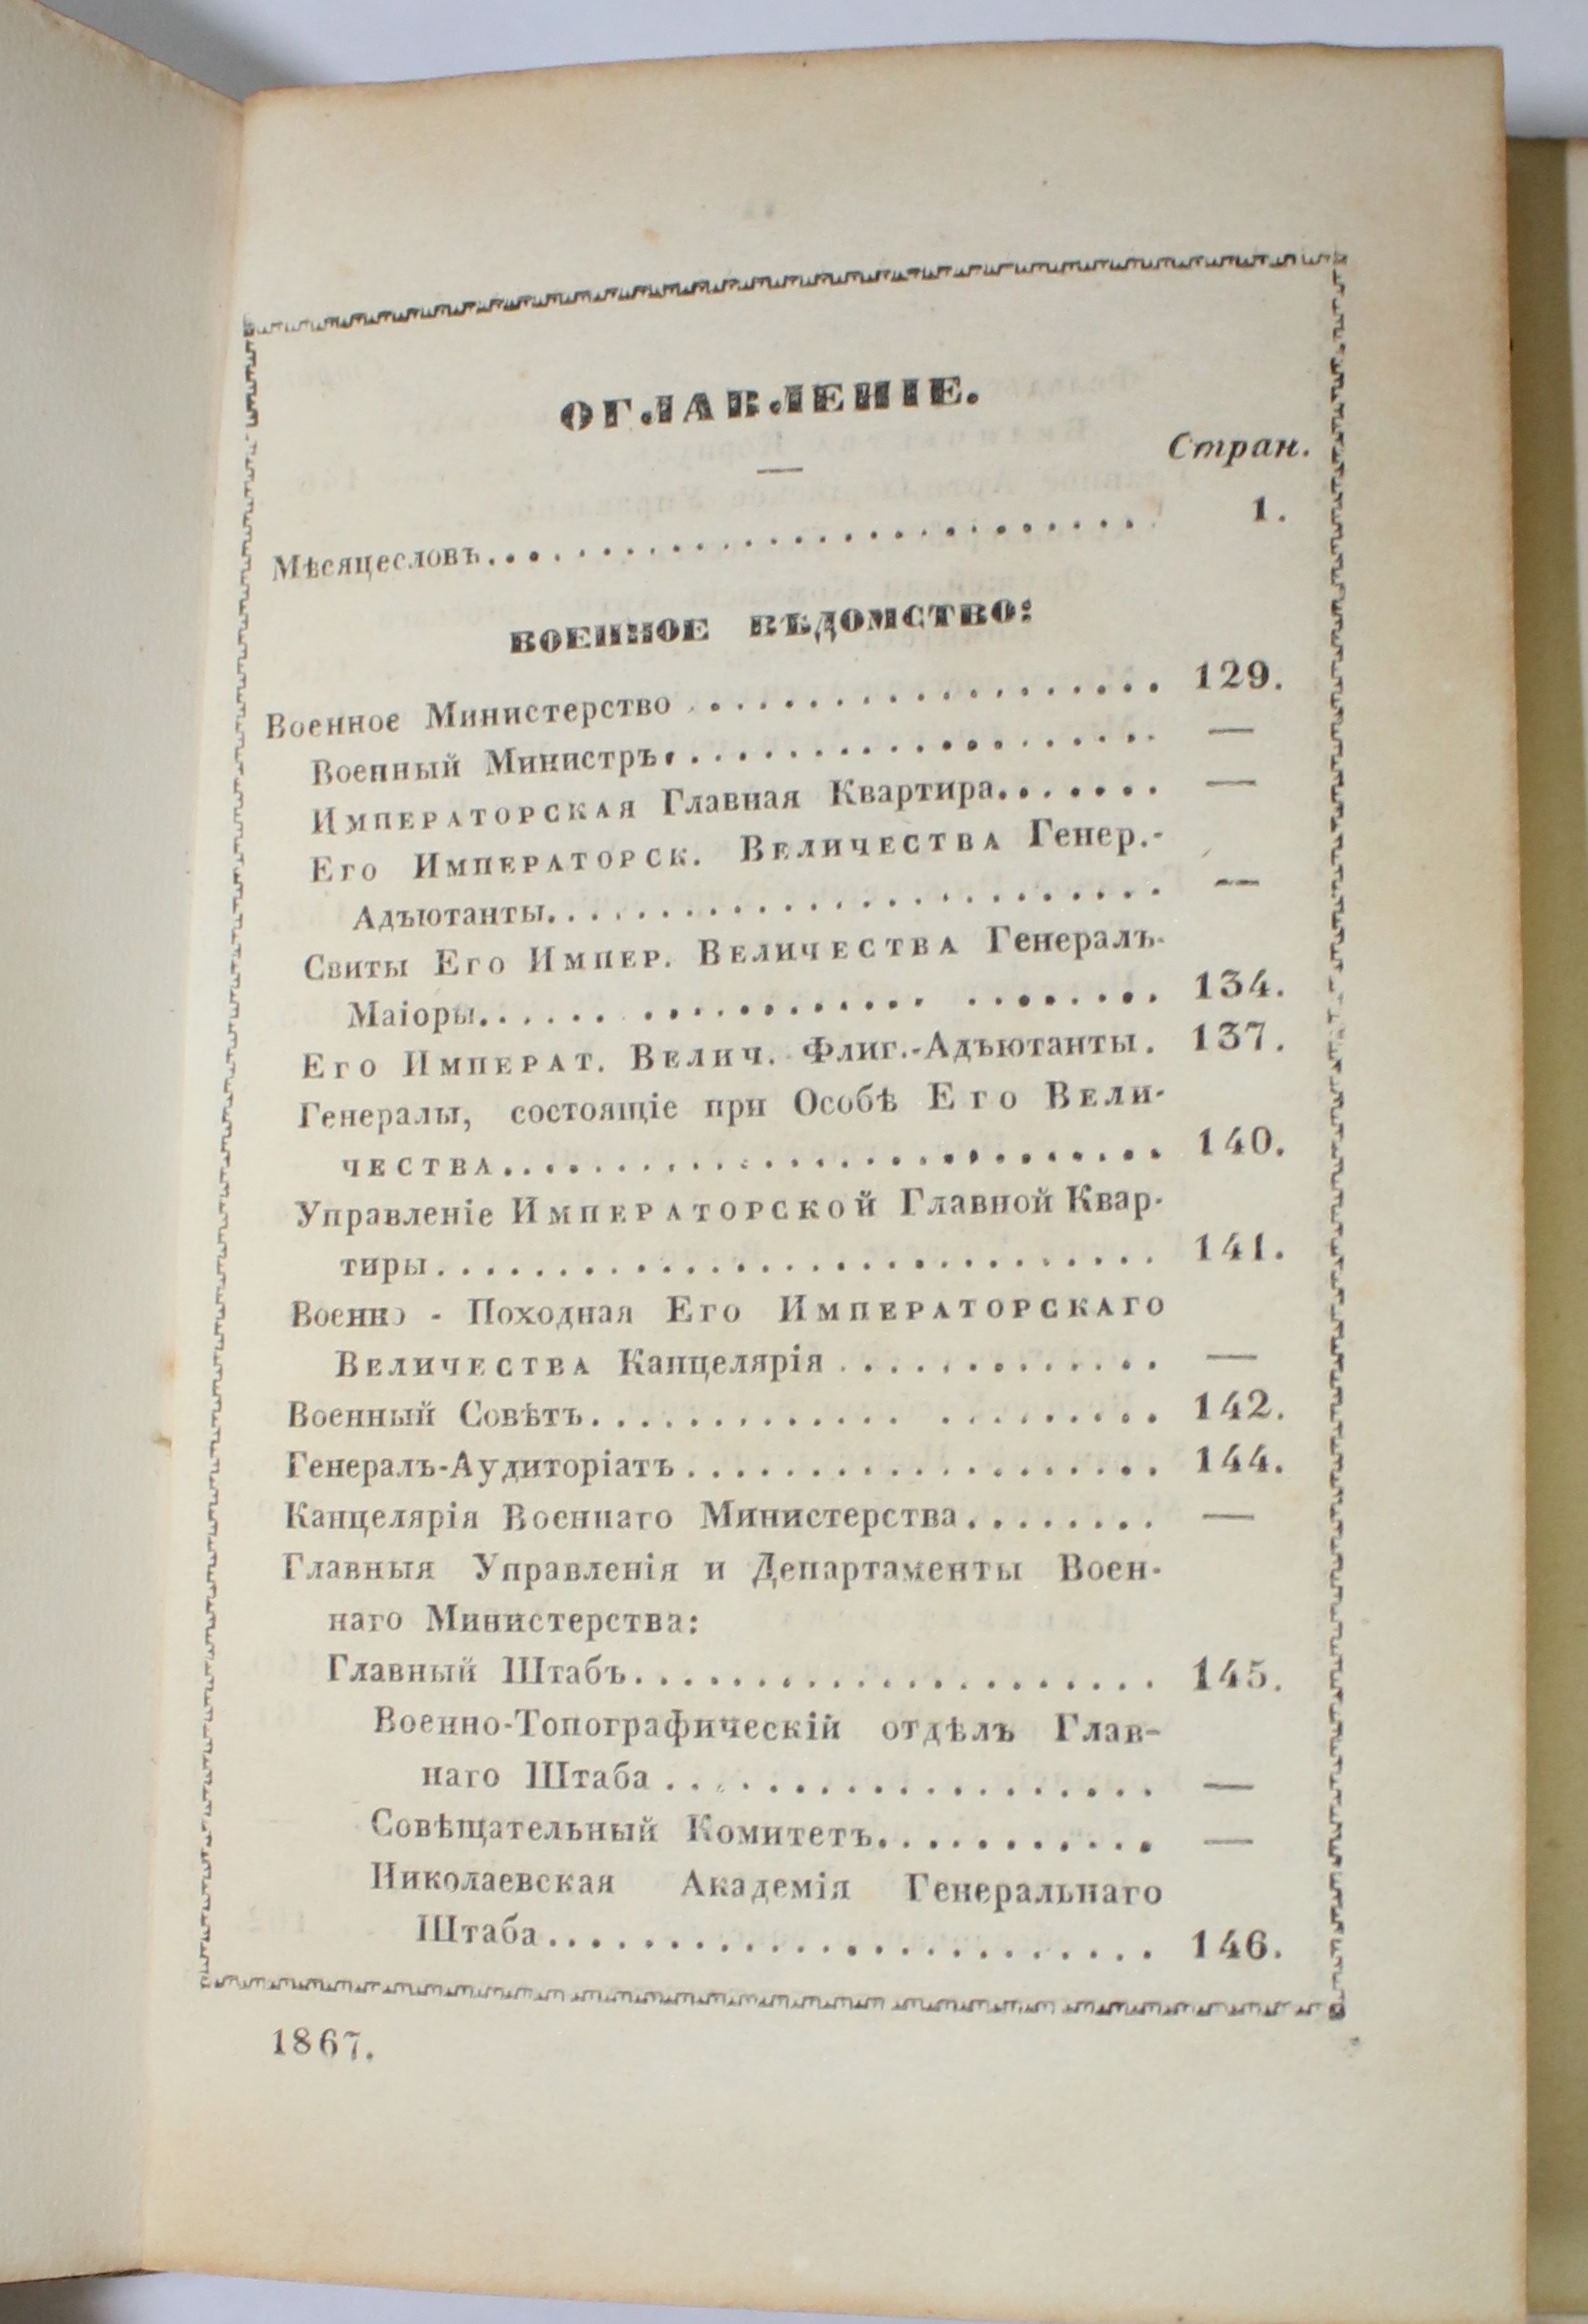 ОГЛАВЛЕНІЕ.
Стран.
Мѣсяцесловъ........................... 1.
ВОЕННОЕ ВѢДОМСТВО:
Военное Министерство ................... 129.
Военный Министръ.................... —
Императорская Главная Квартира....... —
Его Императорск. Величества Генер.-
Адъютанты......................... —
Свиты Его Импер. Величества Генералъ-
Маіоры............................ 134.
Его Императ. Велич. Флиг.-Адъютанты. 137.
Генералы, состоящіе при Особѣ Его Вели-
чества........................... 140.
Управленіе Императорской Главной Квар-
тиры.............................. 141.
Военно - Походная Его Императорскаго
Величества Канцелярія ............. —
Военный Совѣтъ....................... 142.
Генералъ-Аудиторіатъ................... 144.
Канцелярія Военнаго Министерства........ —
Главныя Управленія и Департаменты Воен-
наго Министерства:
Главный Штабъ...................... 145.
Военно-Топографическій отдѣлъ Глав-
наго Штаба .................... —
Совѣщательный Комитетъ........... —
Николаевская Академія Генеральнаго
Штаба......................... 146.
1867.